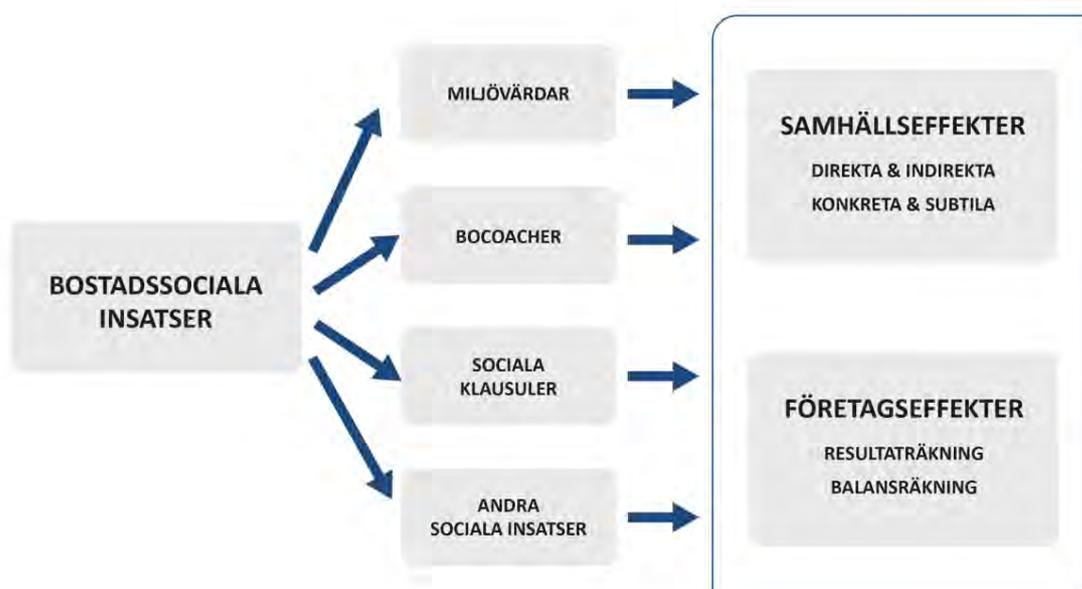 BOSTADSSOCIALA
INSATSER
MILJÖVÄRDAR
BOCOACHER
SOCIALA
KLAUSULER
ANDRA
SOCIALA INSATSER
SAMHÄLLSEFFEKTER
DIREKTA & INDIREKTA
KONKRETA & SUBTILA
FÖRETAGSEFFEKTER
RESULTATRÄKNING
BALANSRÄKNING